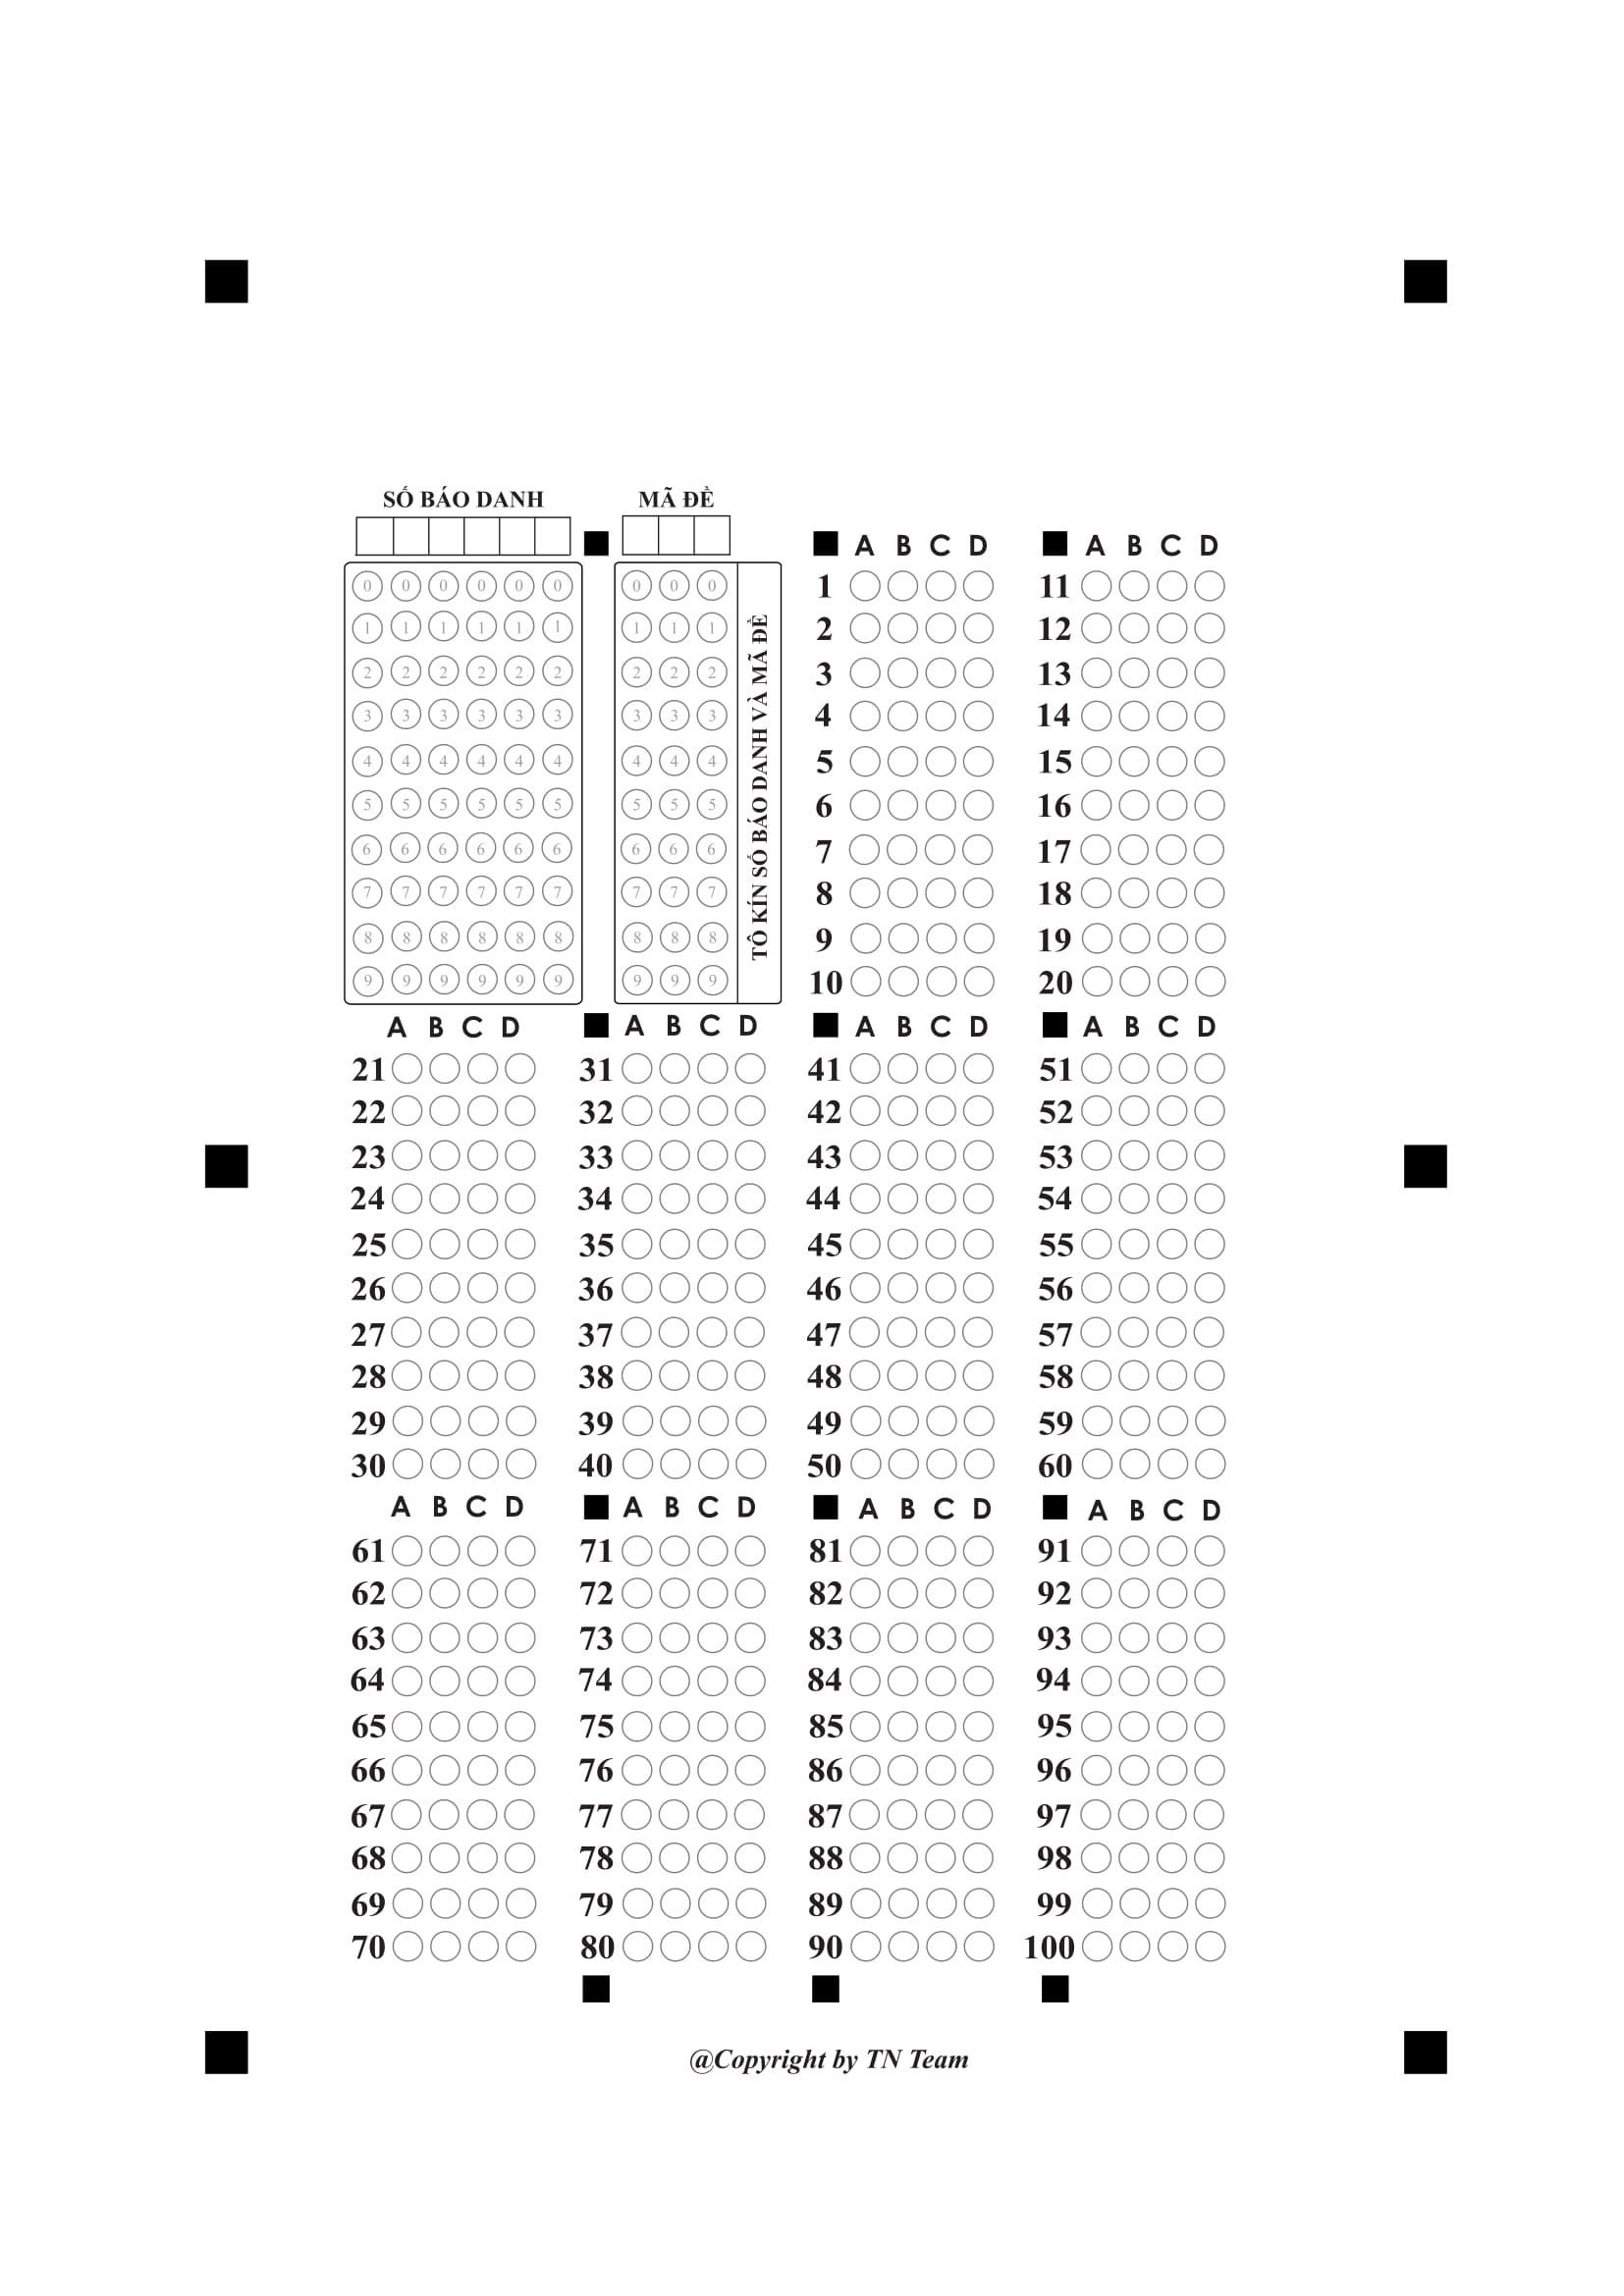 SỐ BÁO DANH
MÃ ĐỀ
A B C D
A B C D
0 0 0 0 0 0
0 0 0
1
11
1 1 1 1 1 1
1 1 1
2
12
2 2 2 2 2 2
2 2 2
3
13
3 3 3 3 3 3
3 3 3
4
14
4 4 4 4 4 4
4 4 4
5
15
5 5 5 5 5 5
5 5 5
6
16
6 6 6 6 6 6
6 6 6
7
17
7 7 7 7 7 7
7 7 7
8
18
8 8 8 8 8 8
8 8 8
9
19
9 9 9 9 9 9
9 9 9
10
20
TÔ KÍN SỐ BÁO DANH VÀ MÃ ĐỀ
A B C D
A B C D
A B C D
A B C D
21 31 41 51
22 32 42 52
23 33 43 53
24 34 44 54
25 35 45 55
26 36 46 56
27 37 47 57
28 38 48 58
29 39 49 59
30 40 50 60
A B C D
A B C D
A B C D
A B C D
61 71 81 91
62 72 82 92
63 73 83 93
64 74 84 94
65 75 85 95
66 76 86 96
67 77 87 97
68 78 88 98
69 79 89 99
70 80 90 100
@Copyright by TN Team